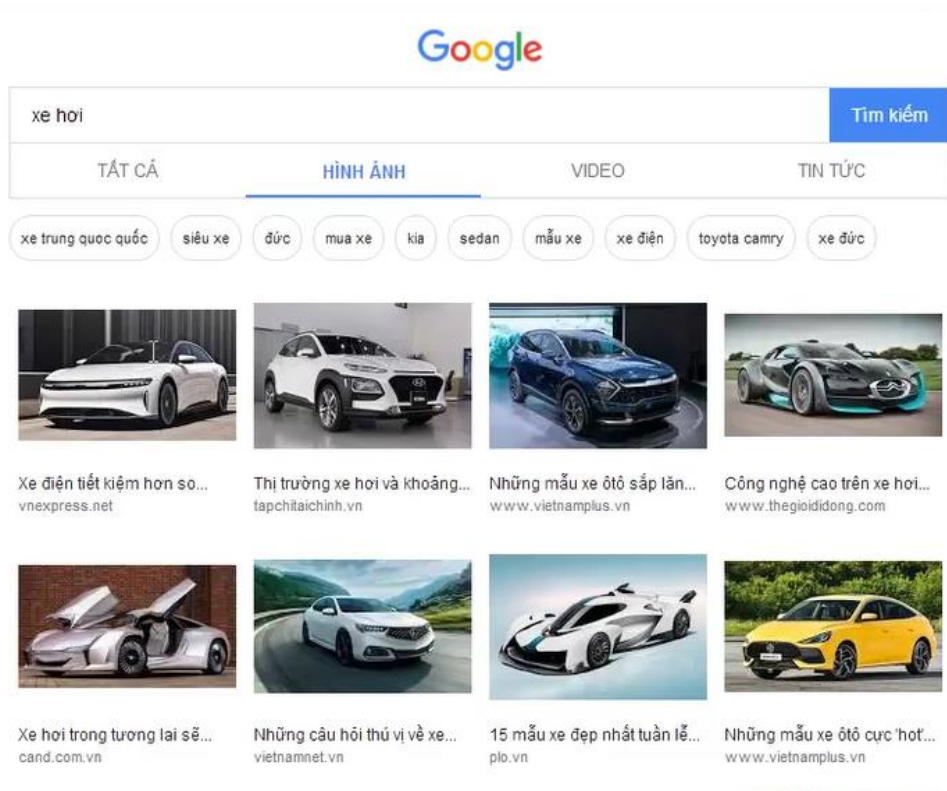 Google
xe hơi
Tìm kiếm
TẤT CẢ
HÌNH ẢNH
VIDEO
TIN TỨC
xe trung quoc quốc
siêu xe
đức
mua xe
kia
sedan
mẫu xe
xe điện
toyota camry
xe đức
Xe điện tiết kiệm hơn so...
vnexpress.net
Thị trường xe hơi và khoảng...
tapchitaichinh.vn
Những mẫu xe ôtô sắp lăn...
www.vietnamplus.vn
Công nghệ cao trên xe hơi...
www.thegioididong.com
Xe hơi trong tương lai sẽ...
cand.com.vn
Những câu hỏi thú vị về xe...
vietnamnet.vn
15 mẫu xe đẹp nhất tuần lễ...
plo.vn
Những mẫu xe ôtô cực 'hot'...
www.vietnamplus.vn